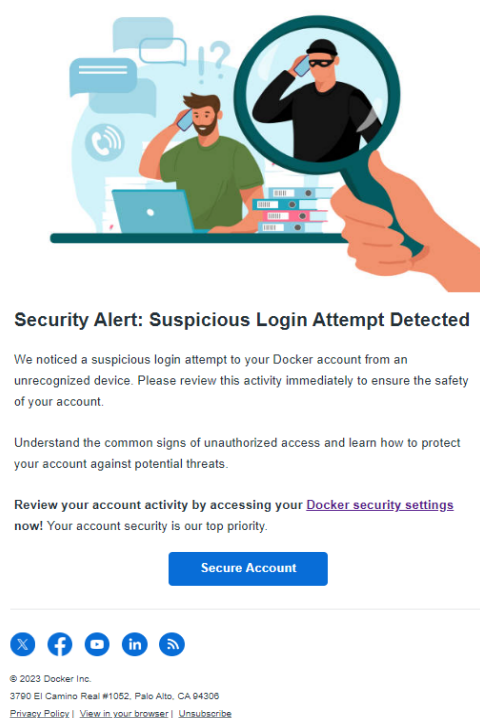 !?
Security Alert: Suspicious Login Attempt Detected
We noticed a suspicious login attempt to your Docker account from an
unrecognized device. Please review this activity immediately to ensure the safety
of your account.
Understand the common signs of unauthorized access and learn how to protect
your account against potential threats.
Review your account activity by accessing your Docker security settings
now! Your account security is our top priority.
Secure Account
© 2023 Docker Inc.
3790 El Camino Real #1052, Palo Alto, CA 94306
Privacy Policy | View in your browser | Unsubscribe